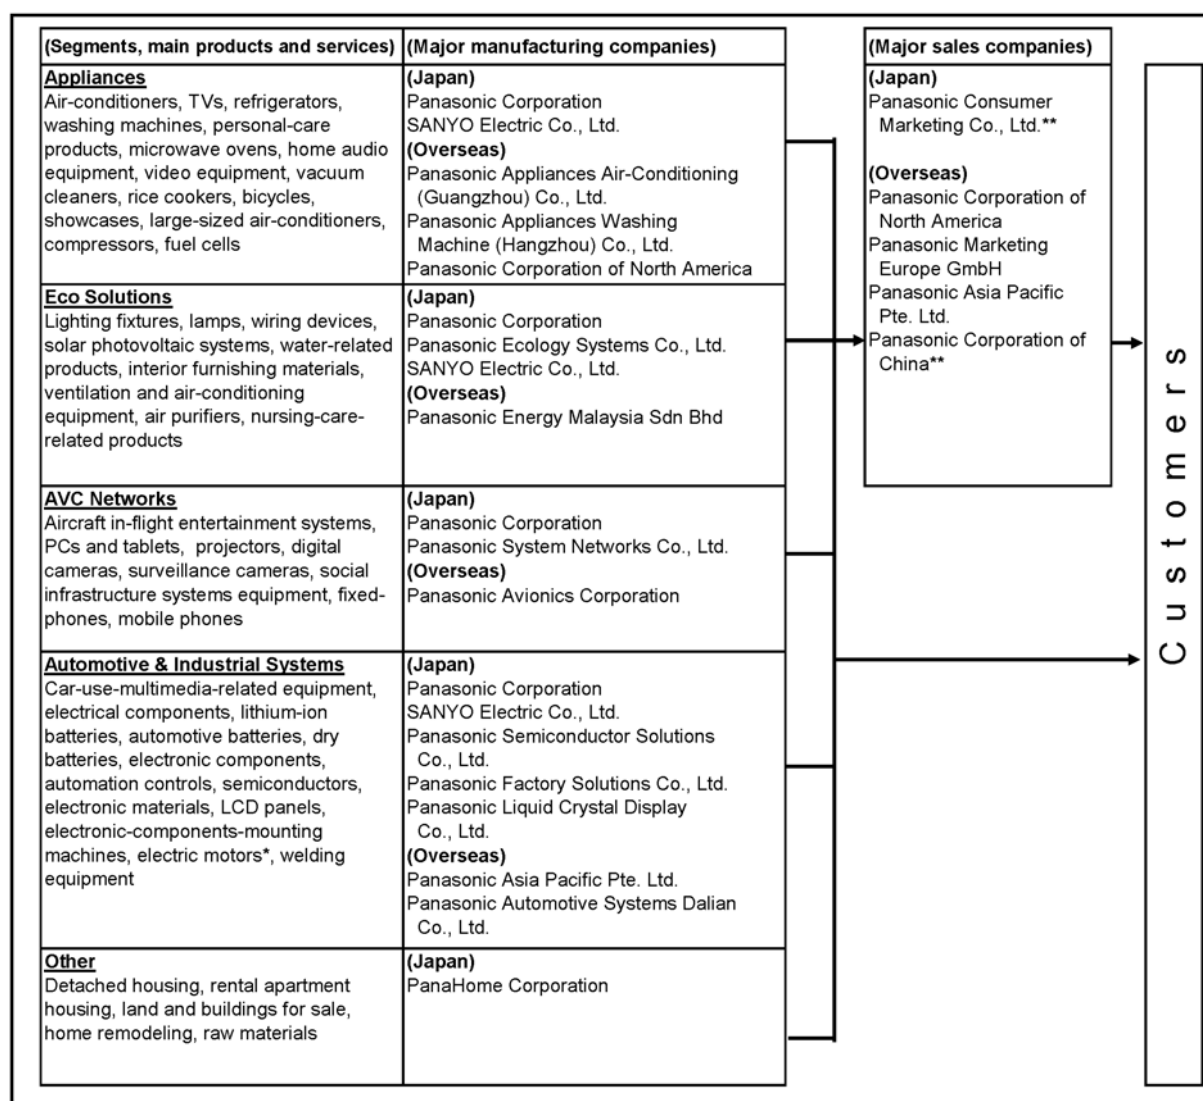 (Segments, main products and services)
(Major manufacturing companies)
(Major sales companies)
Appliances
Air-conditioners, TVs, refrigerators,
washing machines, personal-care
products, microwave ovens, home audio
equipment, video equipment, vacuum
cleaners, rice cookers, bicycles,
showcases, large-sized air-conditioners,
compressors, fuel cells
(Japan)
Panasonic Corporation
SANYO Electric Co., Ltd.
(Overseas)
Panasonic Appliances Air-Conditioning
(Guangzhou) Co., Ltd.
Panasonic Appliances Washing
Machine (Hangzhou) Co., Ltd.
Panasonic Corporation of North America
Eco Solutions
Lighting fixtures, lamps, wiring devices,
solar photovoltaic systems, water-related
products, interior furnishing materials,
ventilation and air-conditioning
equipment, air purifiers, nursing-care-
related products
(Japan)
Panasonic Corporation
Panasonic Ecology Systems Co., Ltd.
SANYO Electric Co., Ltd.
(Overseas)
Panasonic Energy Malaysia Sdn Bhd
AVC Networks
Aircraft in-flight entertainment systems,
PCs and tablets, projectors, digital
cameras, surveillance cameras, social
infrastructure systems equipment, fixed-
phones, mobile phones
(Japan)
Panasonic Corporation
Panasonic System Networks Co., Ltd.
(Overseas)
Panasonic Avionics Corporation
Automotive & Industrial Systems
Car-use-multimedia-related equipment,
electrical components, lithium-ion
batteries, automotive batteries, dry
batteries, electronic components,
automation controls, semiconductors,
electronic materials, LCD panels,
electronic-components-mounting
machines, electric motors*, welding
equipment
(Japan)
Panasonic Corporation
SANYO Electric Co., Ltd.
Panasonic Semiconductor Solutions
Co., Ltd.
Panasonic Factory Solutions Co., Ltd.
Panasonic Liquid Crystal Display
Co., Ltd.
(Overseas)
Panasonic Asia Pacific Pte. Ltd.
Panasonic Automotive Systems Dalian
Co., Ltd.
Other
Detached housing, rental apartment
housing, land and buildings for sale,
home remodeling, raw materials
(Japan)
PanaHome Corporation
(Japan)
Panasonic Consumer
Marketing Co., Ltd.**
(Overseas)
Panasonic Corporation of
North America
Panasonic Marketing
Europe GmbH
Panasonic Asia Pacific
Pte. Ltd.
Panasonic Corporation of
China**
Customers